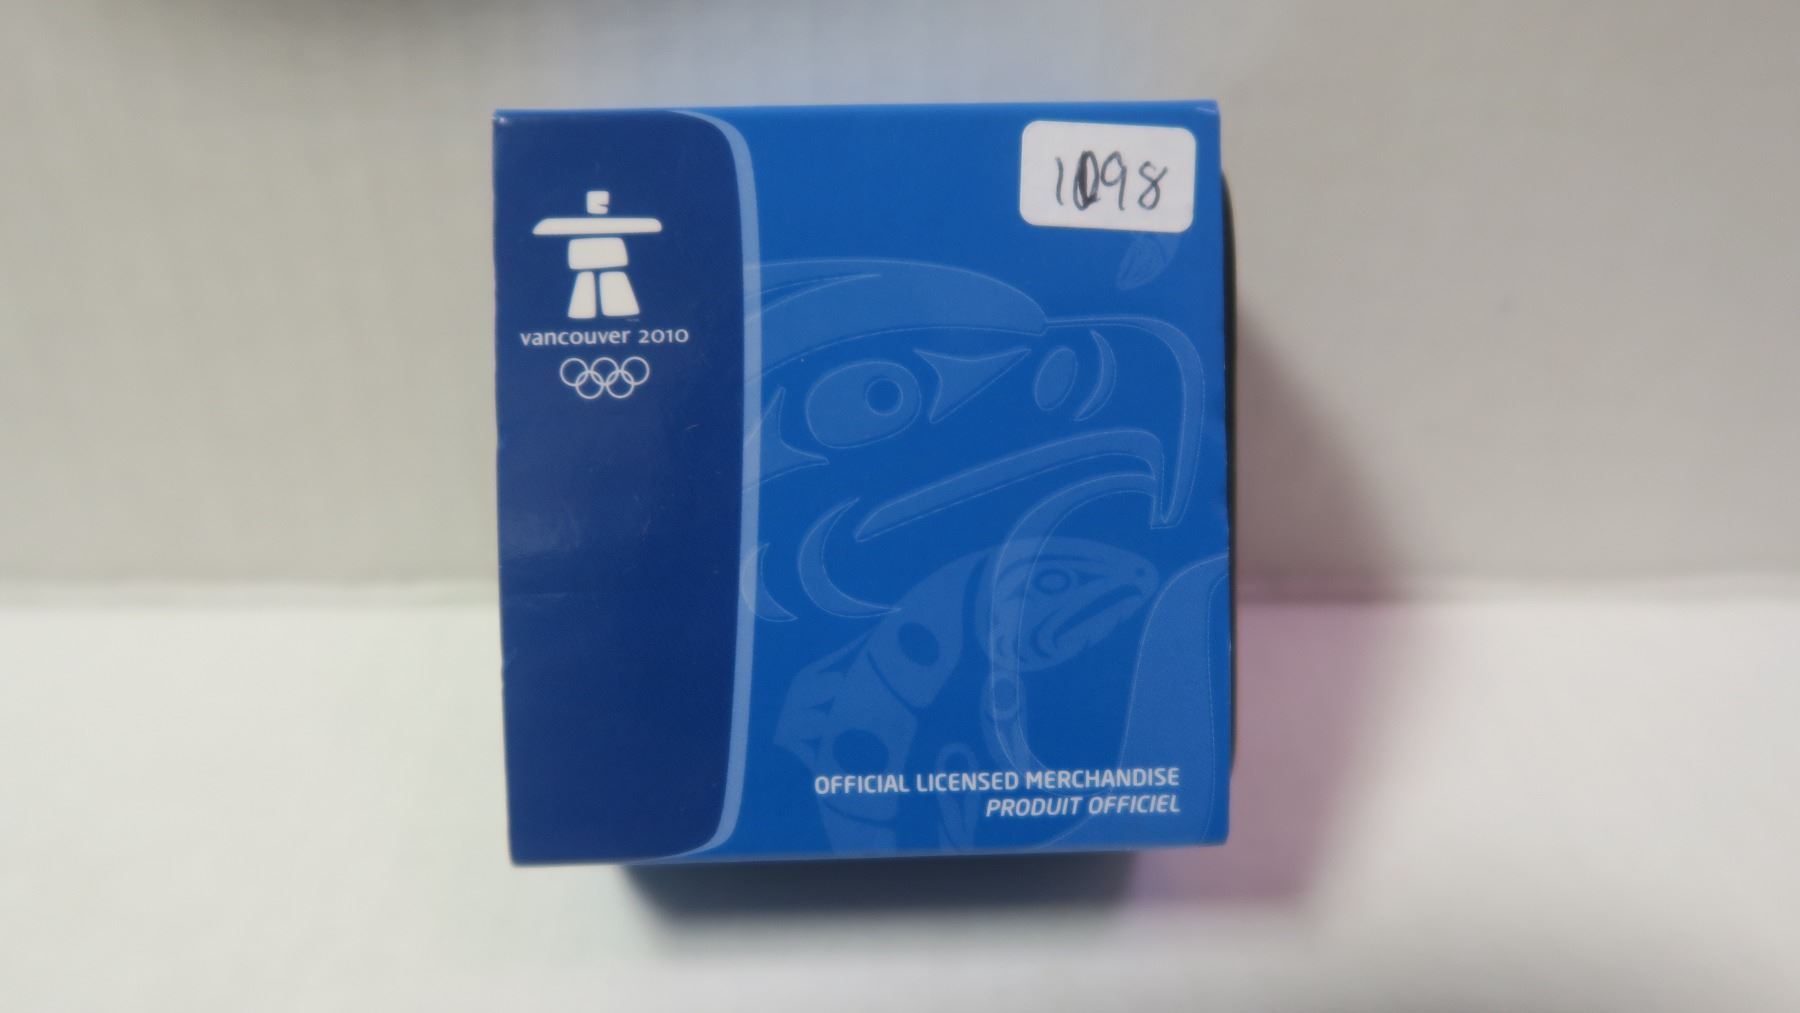 1098
vancouver 2010
OFFICIAL LICENSED MERCHANDISE
PRODUIT OFFICIEL